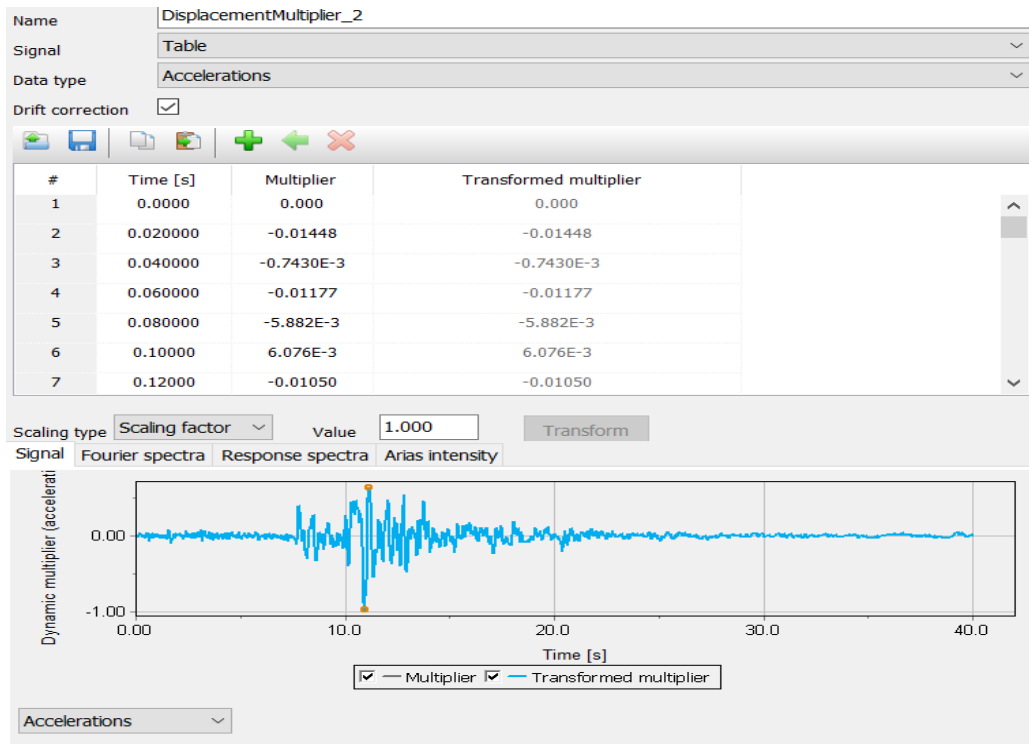 Name DisplacementMultiplier_2
Signal Table
Data type Accelerations
Drift correction
# Time [s] Multiplier Transformed multiplier
1 0.0000 0.000 0.000
2 0.020000 -0.01448 -0.01448
3 0.040000 -0.7430E-3 -0.7430E-3
4 0.060000 -0.01177 -0.01177
5 0.080000 -5.882E-3 -5.882E-3
6 0.10000 6.076E-3 6.076E-3
7 0.12000 -0.01050 -0.01050
Scaling type Scaling factor Value 1.000 Transform
Signal Fourier spectra Response spectra Arias intensity
Dynamic multiplier (accelerati
0.00
-1.00
0.00 10.0 20.0 30.0 40.0
Time [s]
Multiplier Transformed multiplier
Accelerations